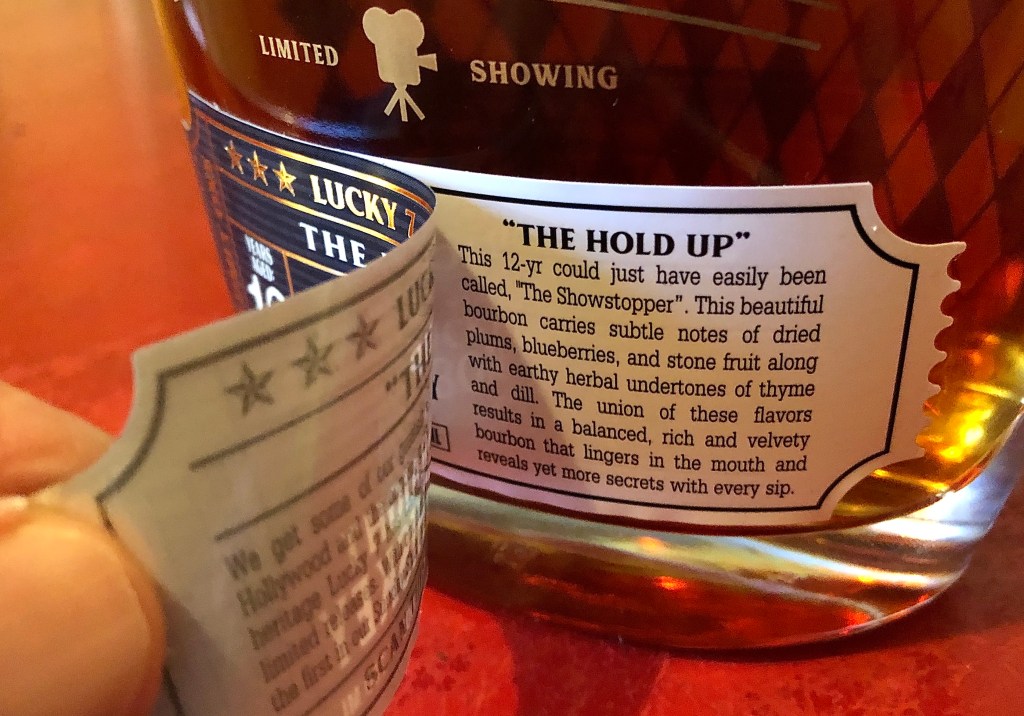 LIMITED
SHOWING
LUCKY 7
THE
YEARS
"THE HOLD UP"
This 12-yr could just have easily been
called, "The Showstopper". This beautiful
bourbon carries subtle notes of dried
plums, blueberries, and stone fruit along
with earthy herbal undertones of thyme
and dill. The union of these flavors
results in a balanced, rich and velvety
bourbon that lingers in the mouth and
reveals yet more secrets with every sip.
We got some of our
Hollywood and
heritage. Lucky
limited releases
the first in our